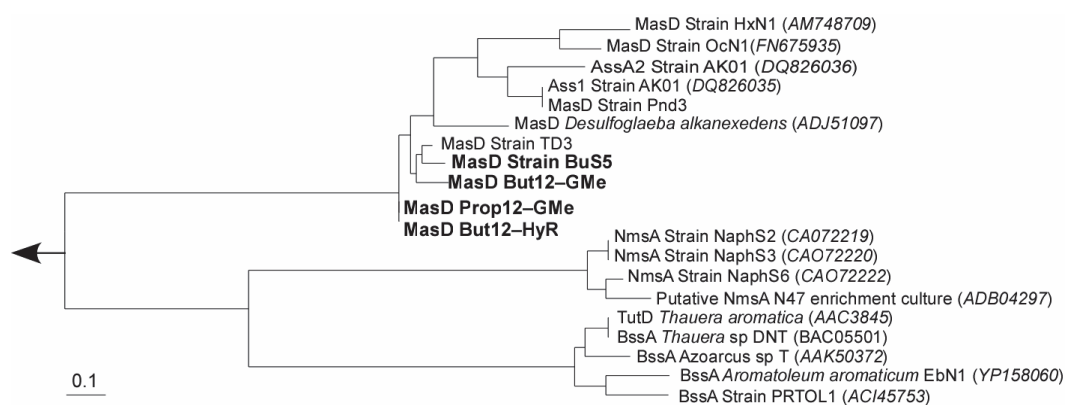 MasD Strain HxN1 (AM748709)
MasD Strain OcN1(FN675935)
AssA2 Strain AK01 (DQ826036)
Ass1 Strain AK01 (DQ826035)
MasD Strain Pnd3
MasD Desulfoglaeba alkanexedens (ADJ51097)
MasD Strain TD3
MasD Strain BuS5
MasD But12–GMe
MasD Prop12–GMe
MasD But12–HyR
NmsA Strain NaphS2 (CA072219)
NmsA Strain NaphS3 (CAO72220)
NmsA Strain NaphS6 (CAO72222)
Putative NmsA N47 enrichment culture (ADB04297)
TutD Thauera aromatica (AAC3845)
BssA Thauera sp DNT (BAC05501)
BssA Azoarcus sp T (AAK50372)
BssA Aromatoleum aromaticum EbN1 (YP158060)
BssA Strain PRTOL1 (ACI45753)
0.1